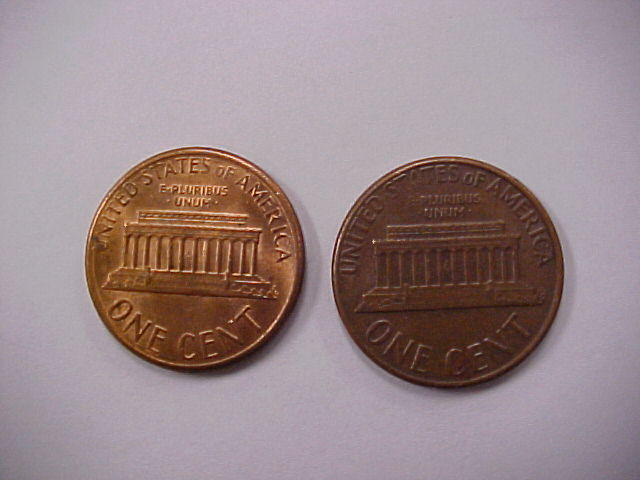 UNITED STATES OF AMERICA
E·PLURIBUS
·UNUM·
ONE CENT
UNITED STATES OF AMERICA
E·PLURIBUS
UNUM·
ONE CENT